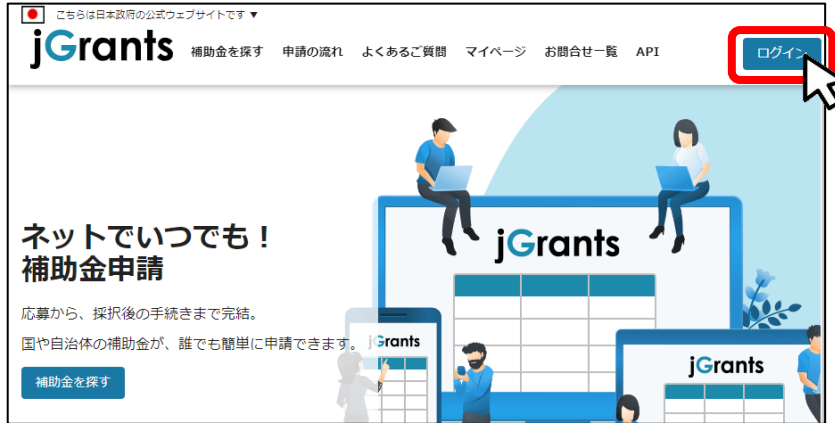 こちらは日本政府の公式ウェブサイトです ▼
jGrants 補助金を探す 申請の流れ よくあるご質問 マイページ お問合せ一覧 API ログイン
jGrants
ネットでいつでも！
補助金申請
応募から、採択後の手続きまで完結。
国や自治体の補助金が、誰でも簡単に申請できます。
jGrants
jGrants
補助金を探す